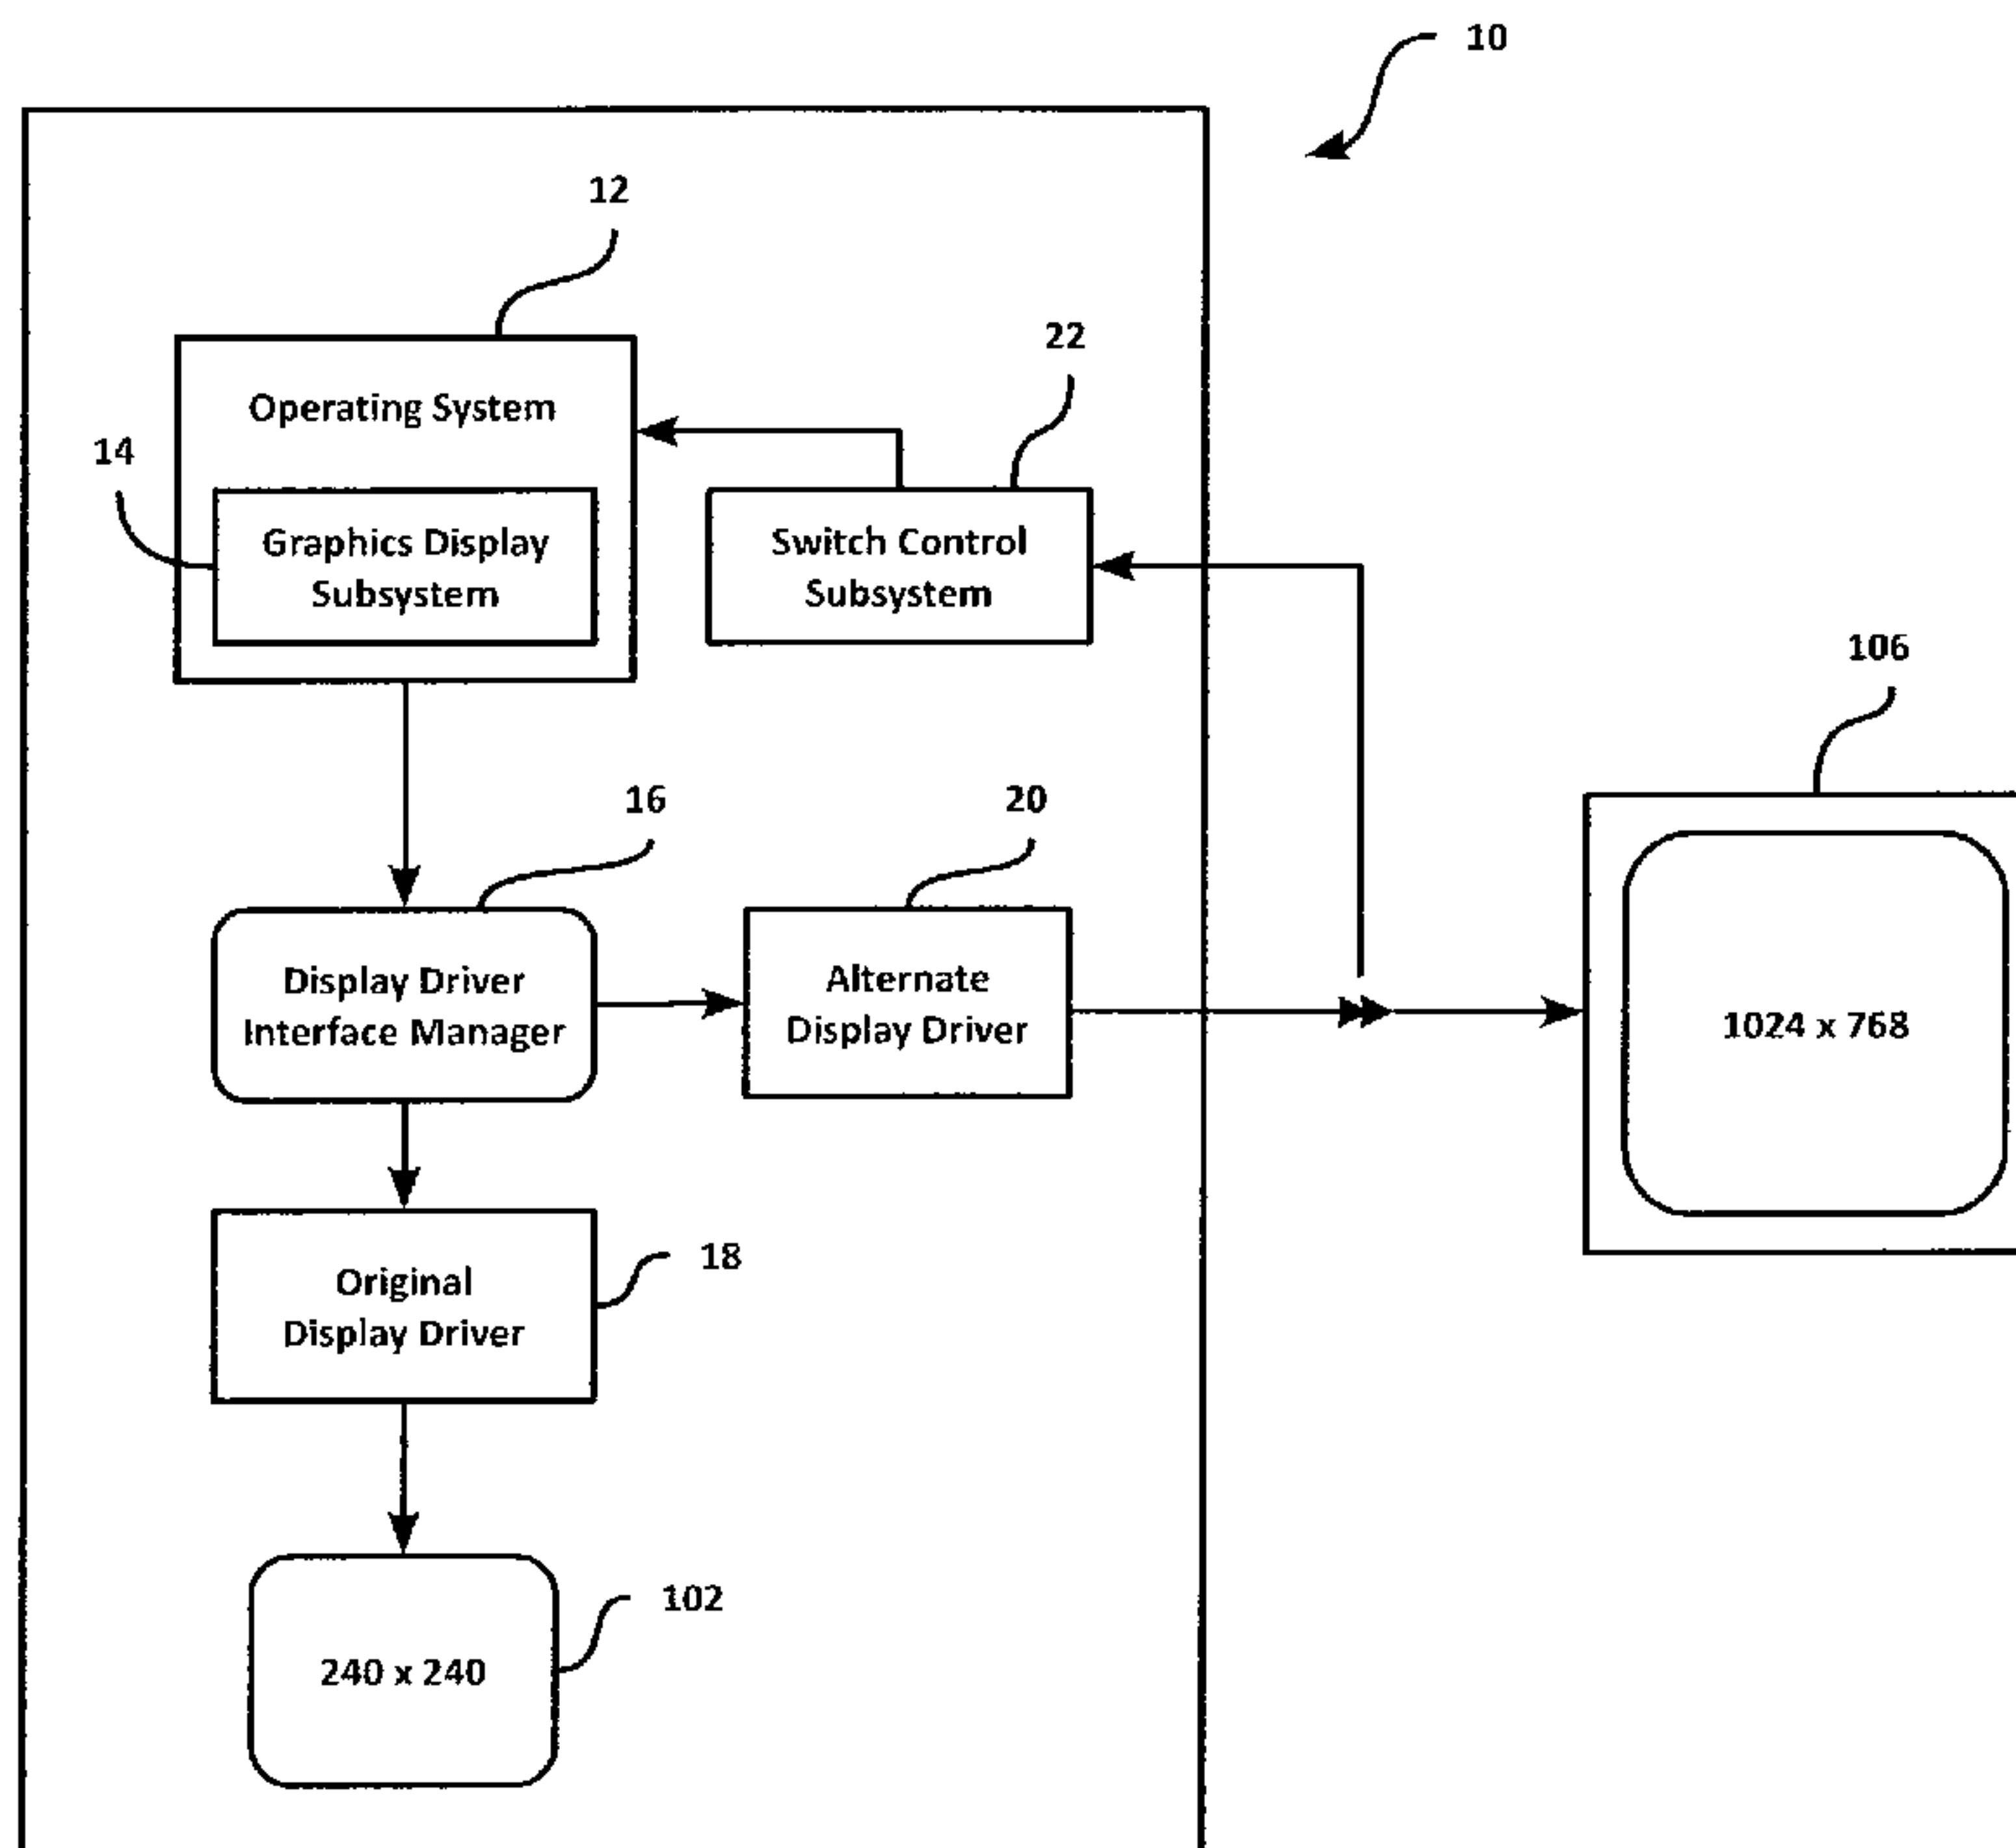 10
12
22
Operating System
14
Graphics Display
Subsystem
Switch Control
Subsystem
106
16
20
Display Driver
Interface Manager
Alternate
Display Driver
1024 x 768
18
Original
Display Driver
102
240 x 240